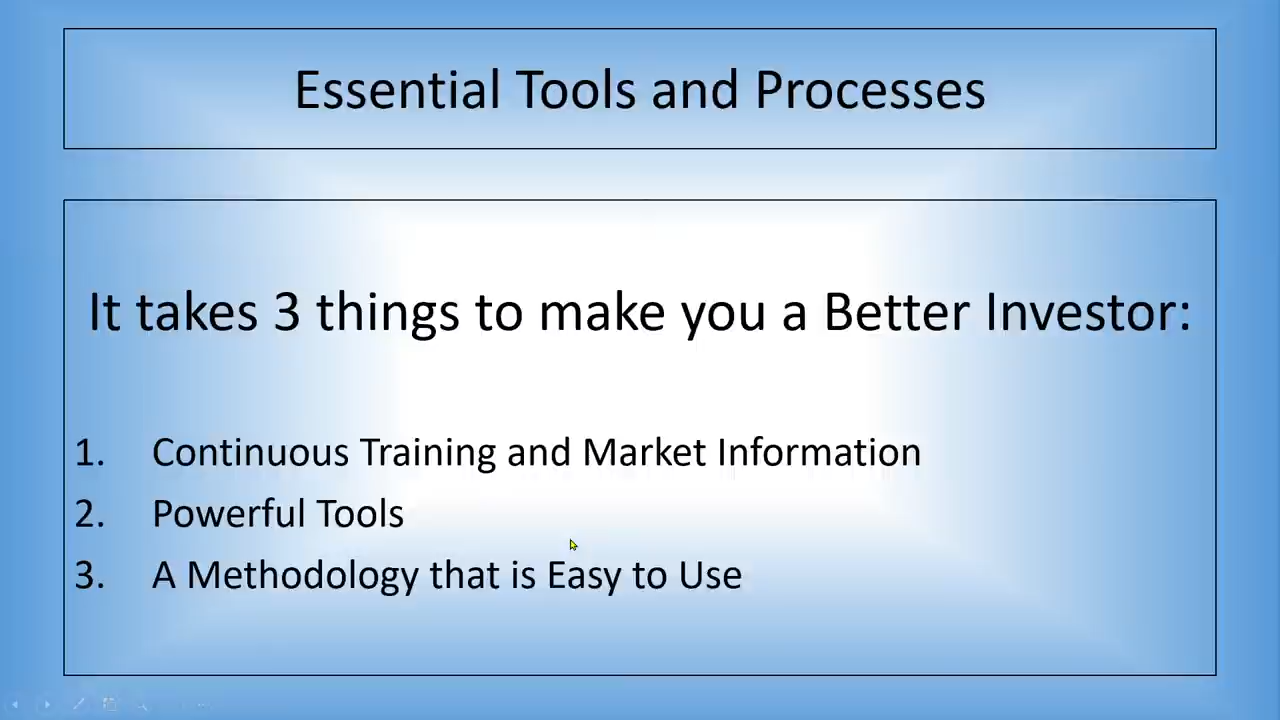 Essential Tools and Processes
It takes 3 things to make you a Better Investor:
1. Continuous Training and Market Information
2. Powerful Tools
3. A Methodology that is Easy to Use